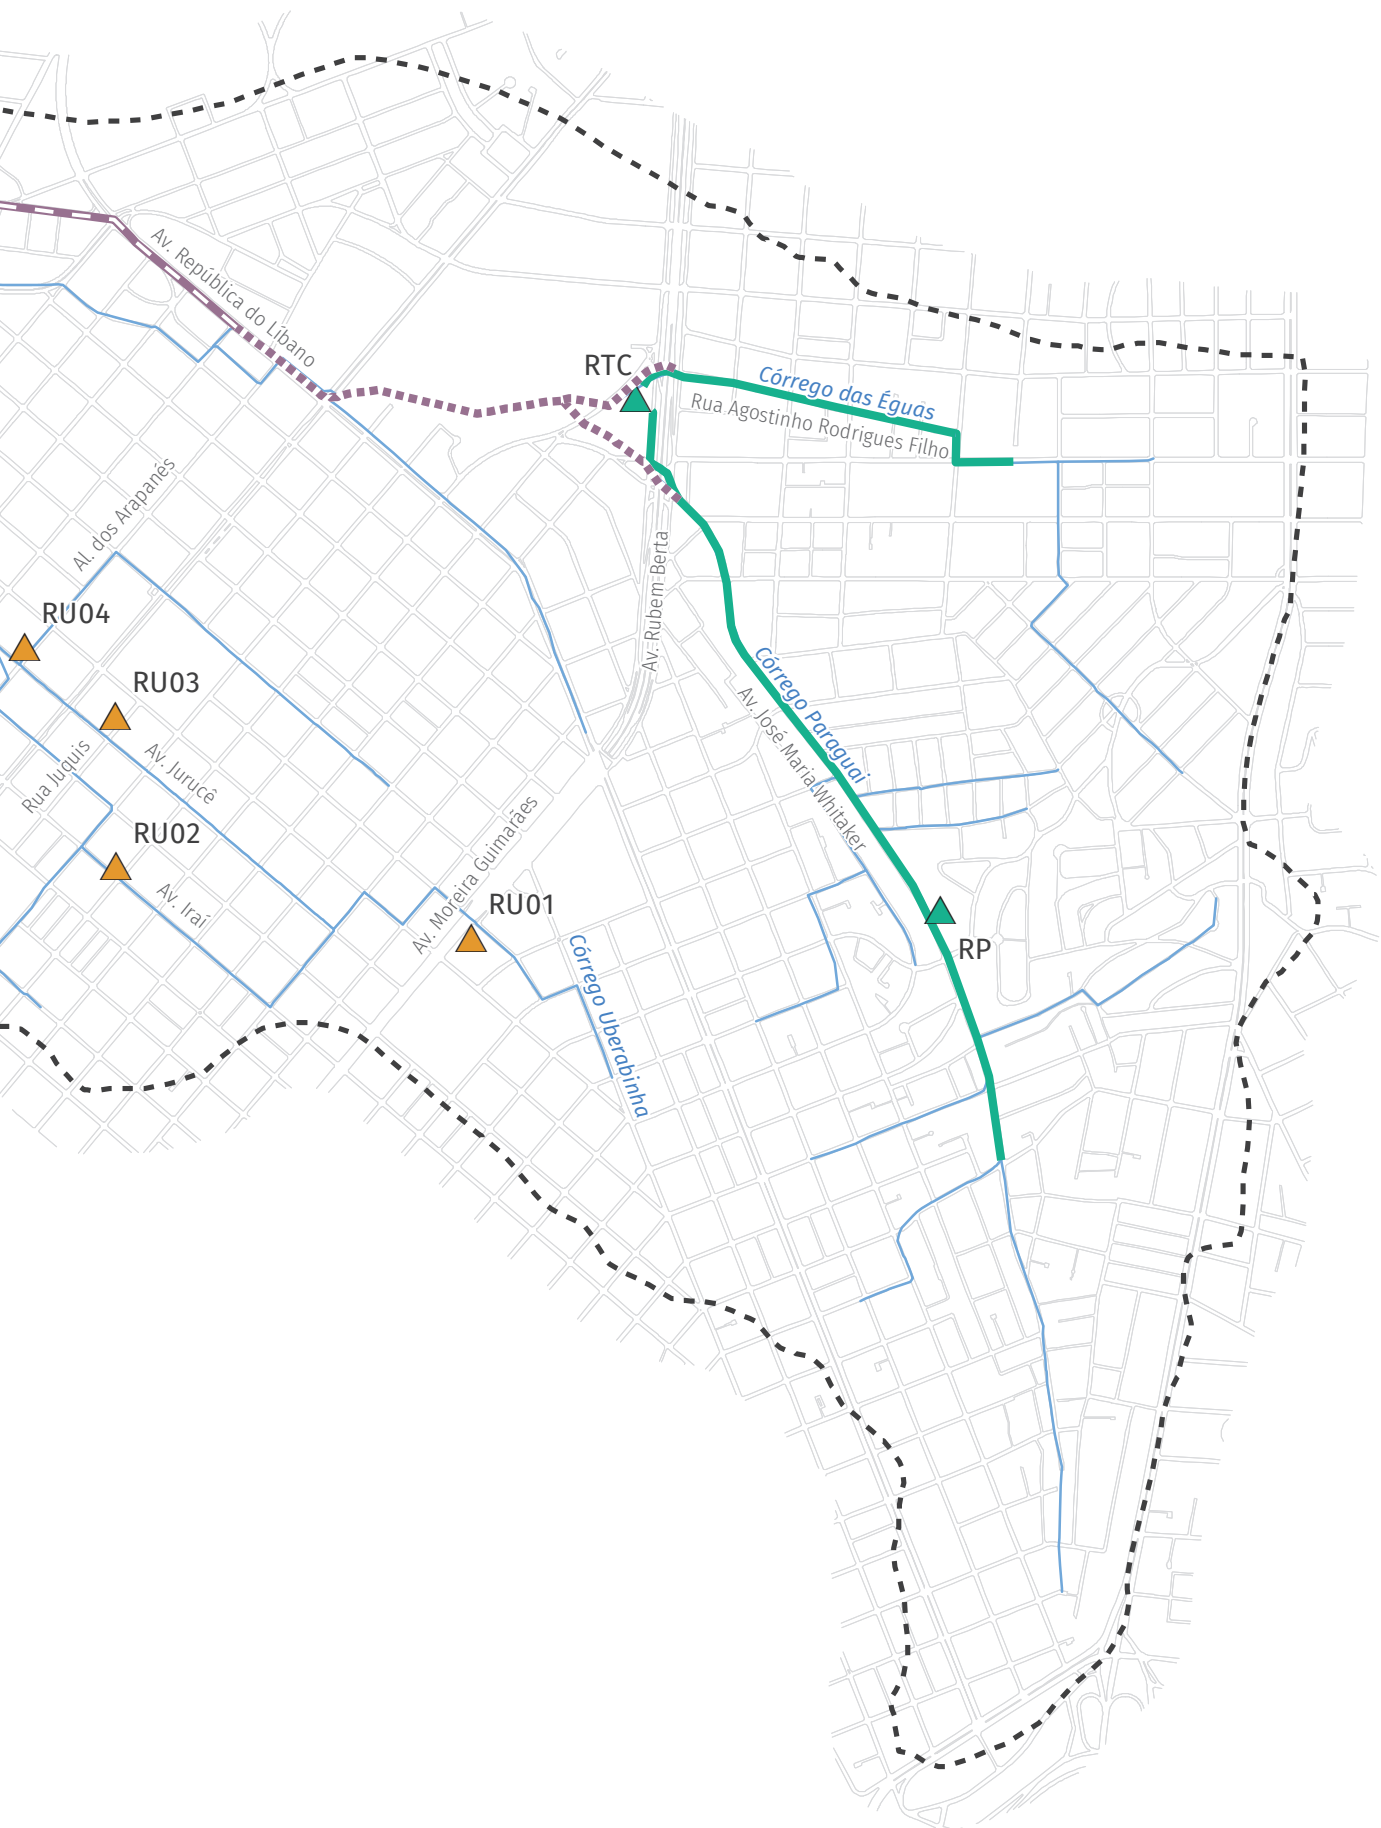 Av. República do Líbano
RTC
Córrego das Éguas
Rua Agostinho Rodrigues Filho
Al. dos Arapanés
Av. Rubem Berta
RU04
RU03
Córrego Paraguai
Av. José Maria Whitaker
Rua Juquis
Av. Jurucê
RU02
Av. Moreira Guimarães
Av. Iraí
RU01
RP
Córrego Uberabinha